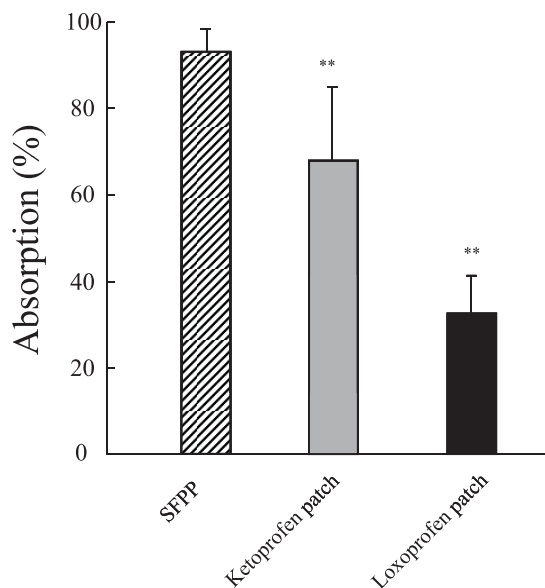 Absorption (%)
100
80
60
40
20
0
**
**
SFPP
Ketoprofen patch
Loxoprofen patch